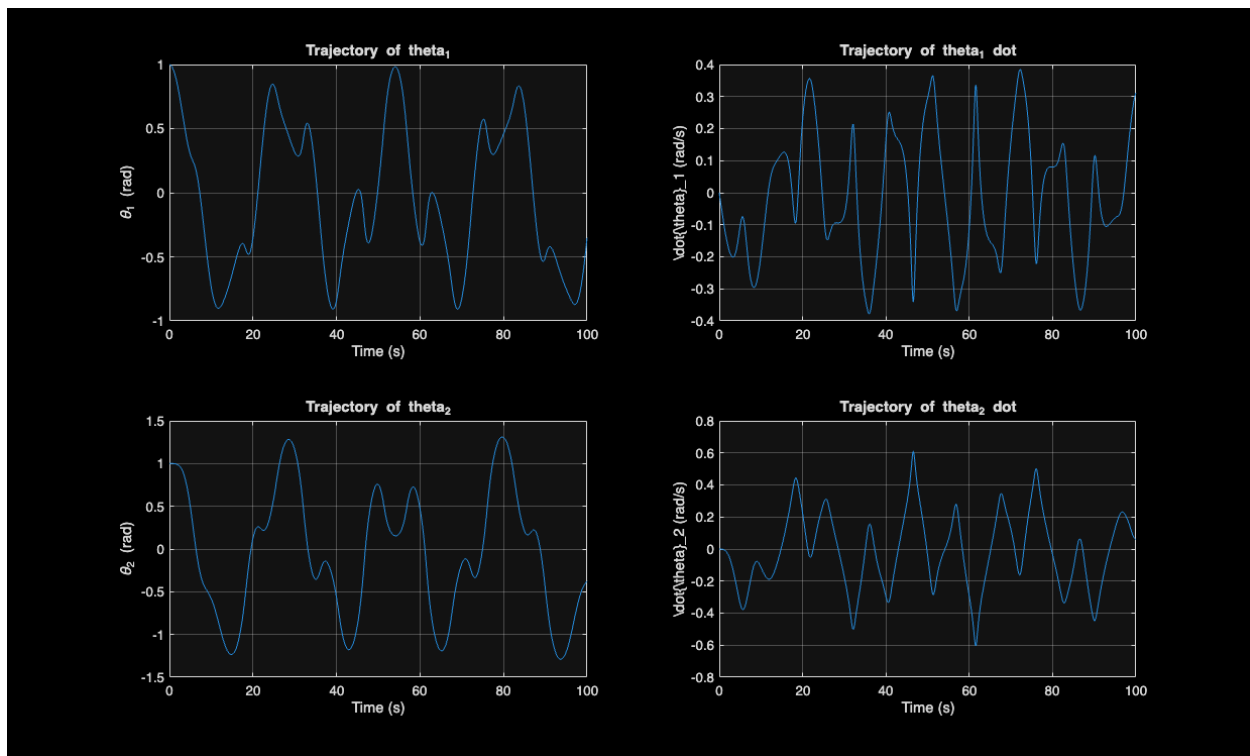 Trajectory of theta₁
1
0.5
0
-0.5
-1
θ₁ (rad)
0 20 40 60 80 100
Time (s)
Trajectory of theta₁ dot
0.4
0.3
0.2
0.1
0
-0.1
-0.2
-0.3
-0.4
\dot{\theta}_1 (rad/s)
0 20 40 60 80 100
Time (s)
Trajectory of theta₂
1.5
1
0.5
0
-0.5
-1
-1.5
θ₂ (rad)
0 20 40 60 80 100
Time (s)
Trajectory of theta₂ dot
0.8
0.6
0.4
0.2
0
-0.2
-0.4
-0.6
-0.8
\dot{\theta}_2 (rad/s)
0 20 40 60 80 100
Time (s)